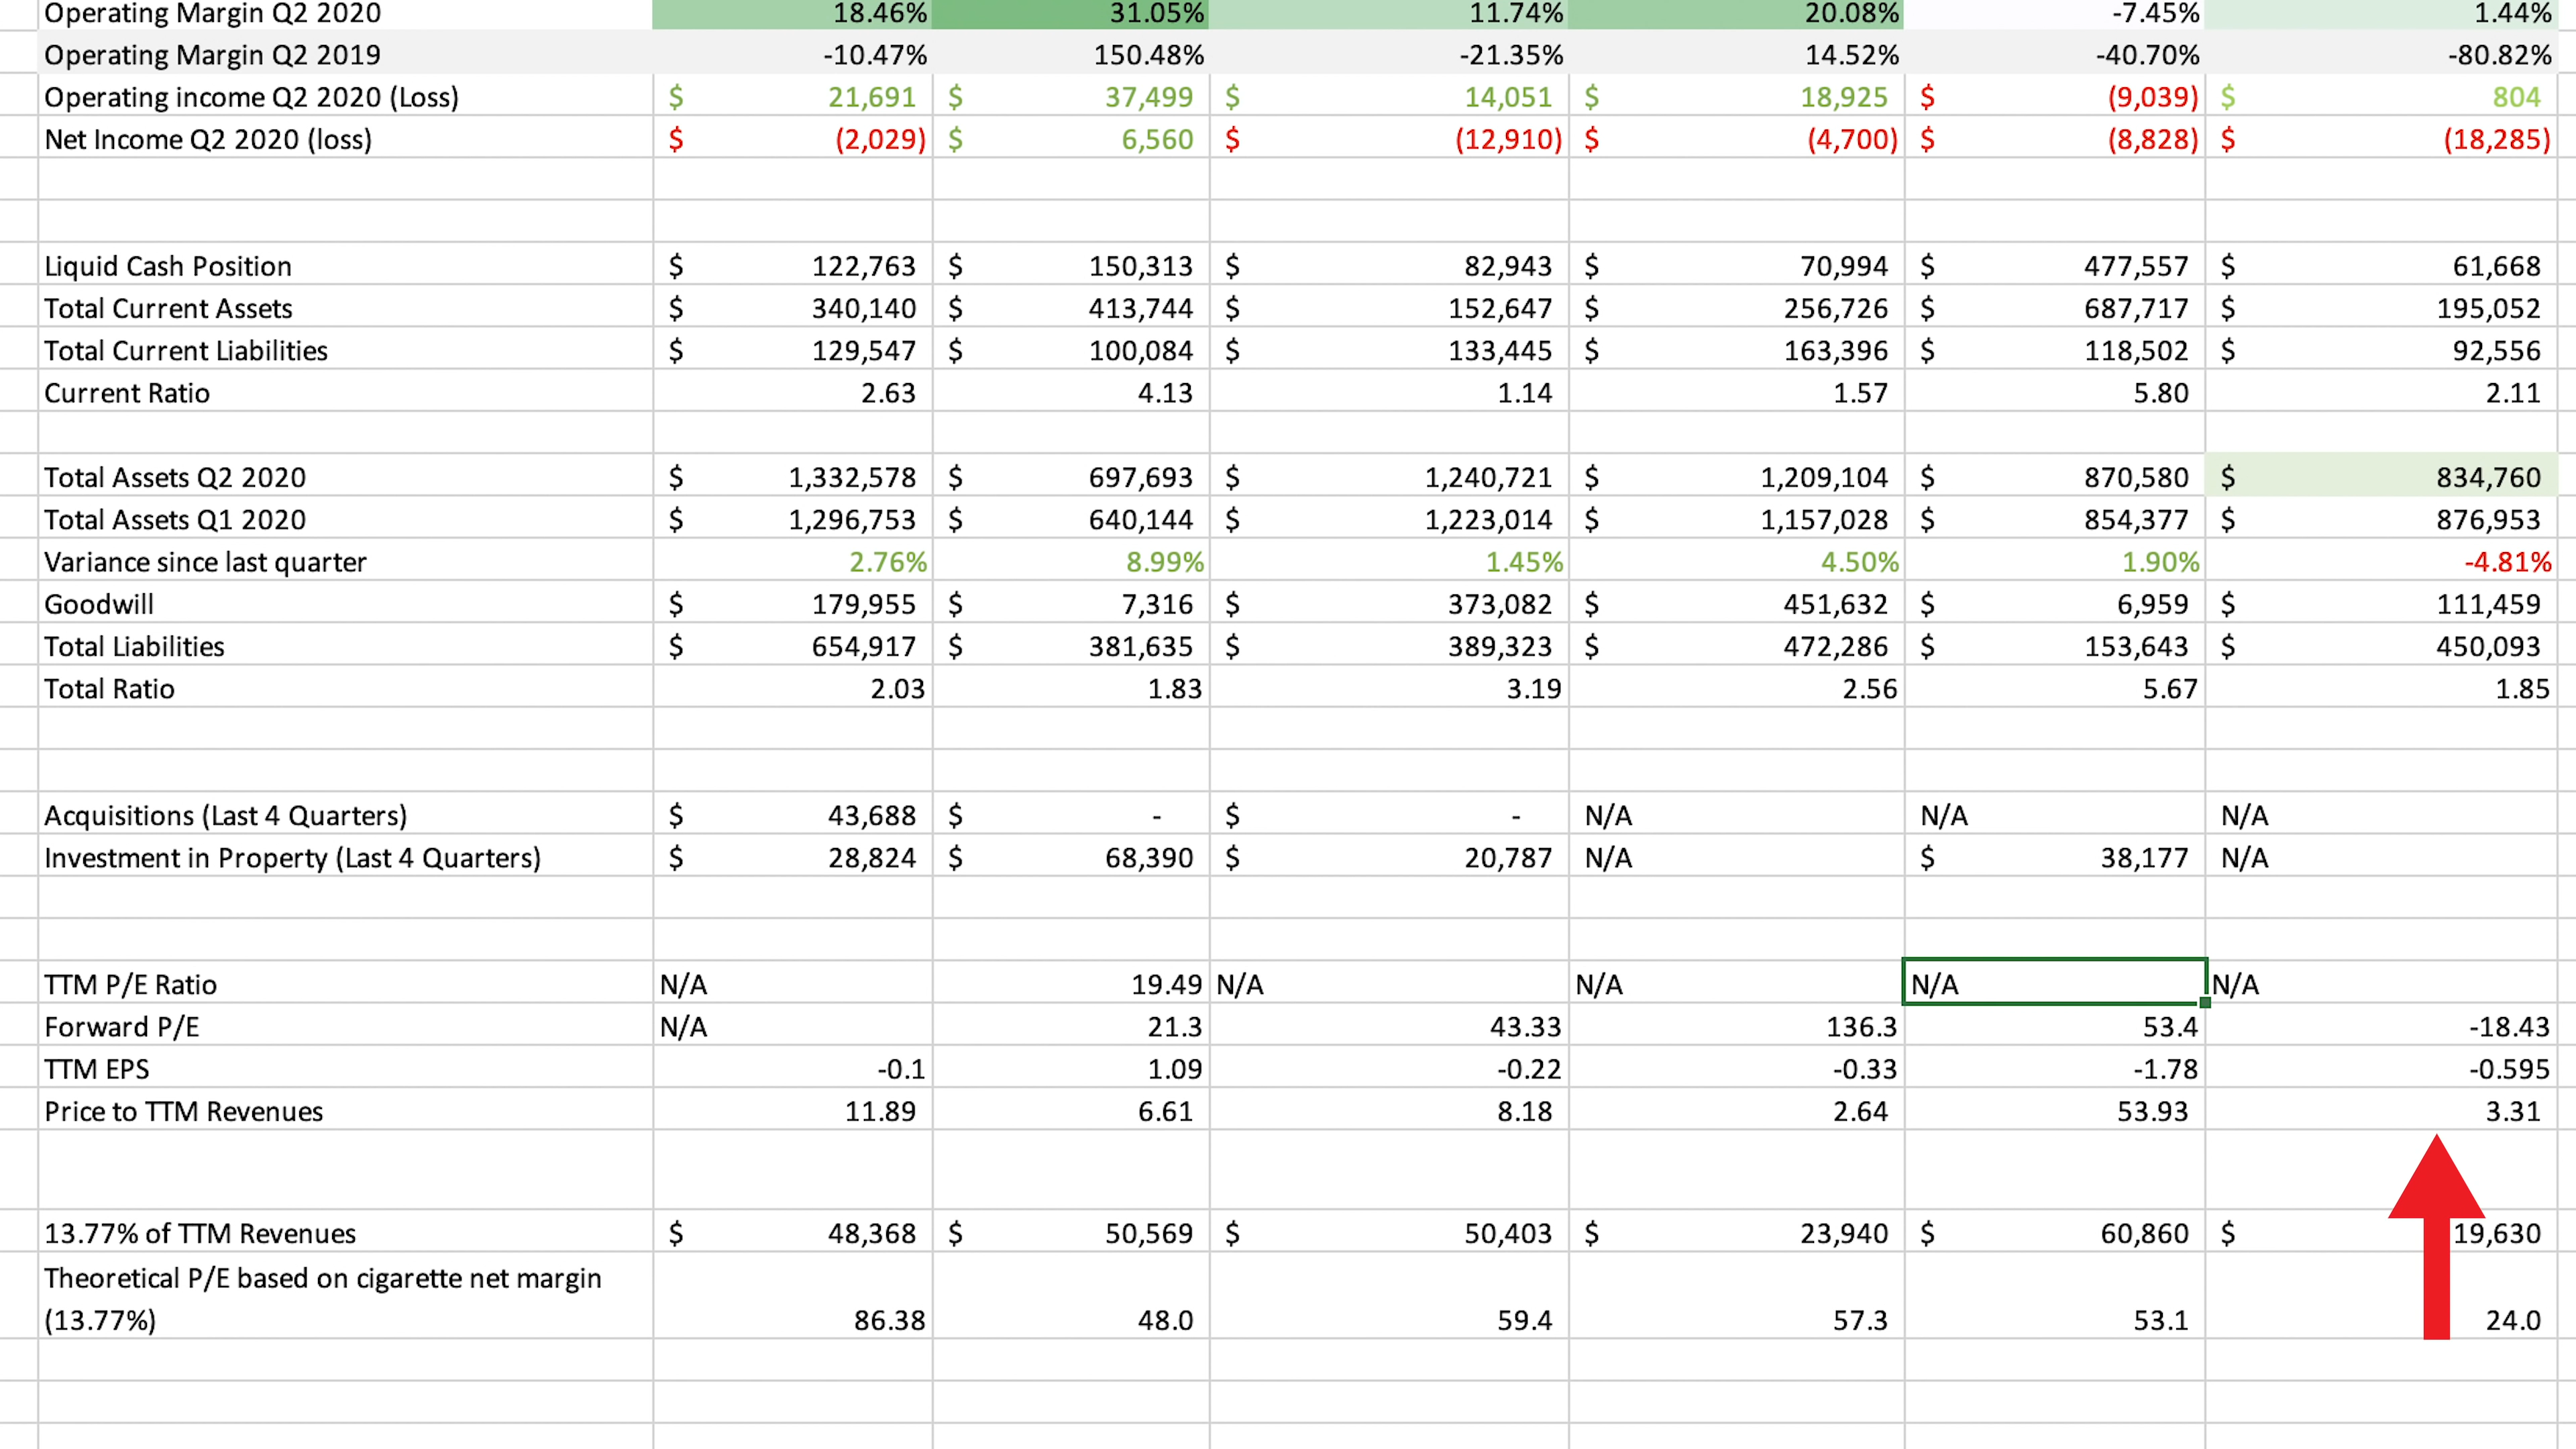 Operating Margin Q2 2020 18.46% 31.05% 11.74% 20.08% -7.45% 1.44%
Operating Margin Q2 2019 -10.47% 150.48% -21.35% 14.52% -40.70% -80.82%
Operating income Q2 2020 (Loss) $ 21,691 $ 37,499 $ 14,051 $ 18,925 $ (9,039) $ 804
Net Income Q2 2020 (loss) $ (2,029) $ 6,560 $ (12,910) $ (4,700) $ (8,828) $ (18,285)
Liquid Cash Position $ 122,763 $ 150,313 $ 82,943 $ 70,994 $ 477,557 $ 61,668
Total Current Assets $ 340,140 $ 413,744 $ 152,647 $ 256,726 $ 687,717 $ 195,052
Total Current Liabilities $ 129,547 $ 100,084 $ 133,445 $ 163,396 $ 118,502 $ 92,556
Current Ratio 2.63 4.13 1.14 1.57 5.80 2.11
Total Assets Q2 2020 $ 1,332,578 $ 697,693 $ 1,240,721 $ 1,209,104 $ 870,580 $ 834,760
Total Assets Q1 2020 $ 1,296,753 $ 640,144 $ 1,223,014 $ 1,157,028 $ 854,377 $ 876,953
Variance since last quarter 2.76% 8.99% 1.45% 4.50% 1.90% -4.81%
Goodwill $ 179,955 $ 7,316 $ 373,082 $ 451,632 $ 6,959 $ 111,459
Total Liabilities $ 654,917 $ 381,635 $ 389,323 $ 472,286 $ 153,643 $ 450,093
Total Ratio 2.03 1.83 3.19 2.56 5.67 1.85
Acquisitions (Last 4 Quarters) $ 43,688 $ - $ - N/A N/A N/A
Investment in Property (Last 4 Quarters) $ 28,824 $ 68,390 $ 20,787 N/A $ 38,177 N/A
TTM P/E Ratio N/A 19.49 N/A N/A N/A N/A
Forward P/E N/A 21.3 43.33 136.3 53.4 -18.43
TTM EPS -0.1 1.09 -0.22 -0.33 -1.78 -0.595
Price to TTM Revenues 11.89 6.61 8.18 2.64 53.93 3.31
13.77% of TTM Revenues $ 48,368 $ 50,569 $ 50,403 $ 23,940 $ 60,860 $ 19,630
Theoretical P/E based on cigarette net margin
(13.77%) 86.38 48.0 59.4 57.3 53.1 24.0